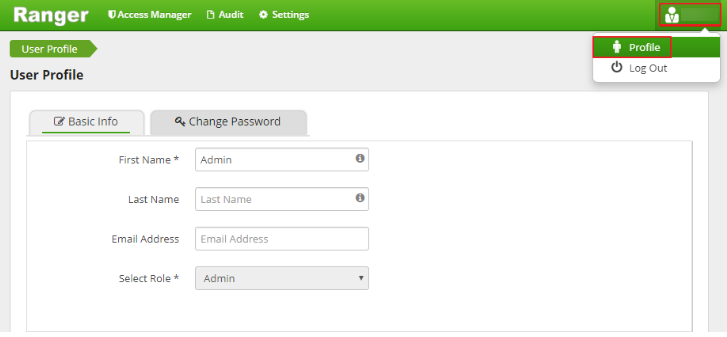 Ranger Access Manager Audit Settings
User Profile
Profile
Log Out
User Profile
Basic Info Change Password
First Name * Admin
Last Name Last Name
Email Address Email Address
Select Role * Admin